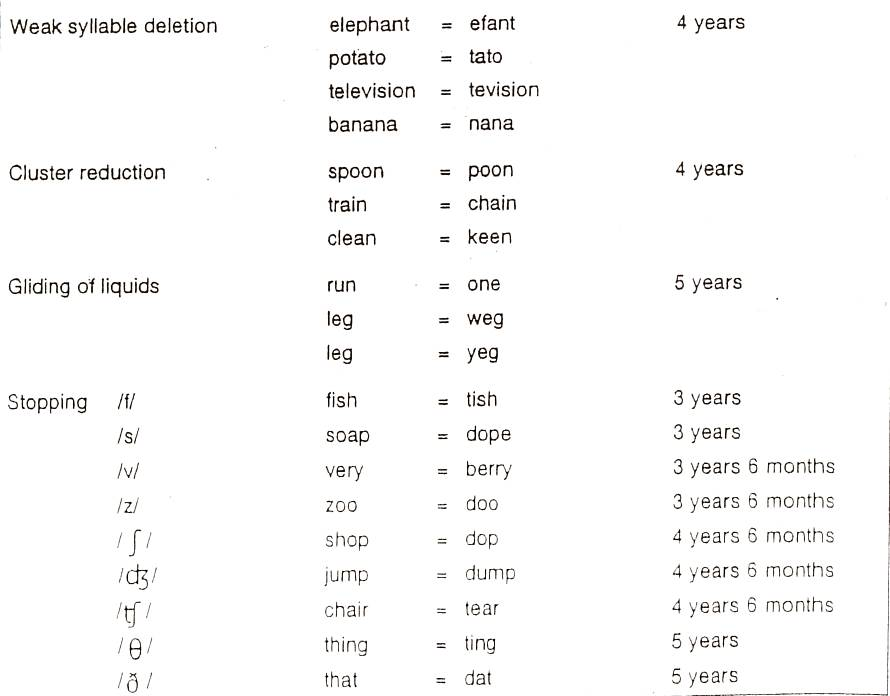 Weak syllable deletion elephant = efant 4 years
potato = tato
television = tevision
banana = nana
Cluster reduction spoon = poon 4 years
train = chain
clean = keen
Gliding of liquids run = one 5 years
leg = weg
leg = yeg
Stopping /f/ fish = tish 3 years
/s/ soap = dope 3 years
/v/ very = berry 3 years 6 months
/z/ zoo = doo 3 years 6 months
/ʃ/ shop = dop 4 years 6 months
/ʤ/ jump = dump 4 years 6 months
/ʧ/ chair = tear 4 years 6 months
/θ/ thing = ting 5 years
/ð/ that = dat 5 years